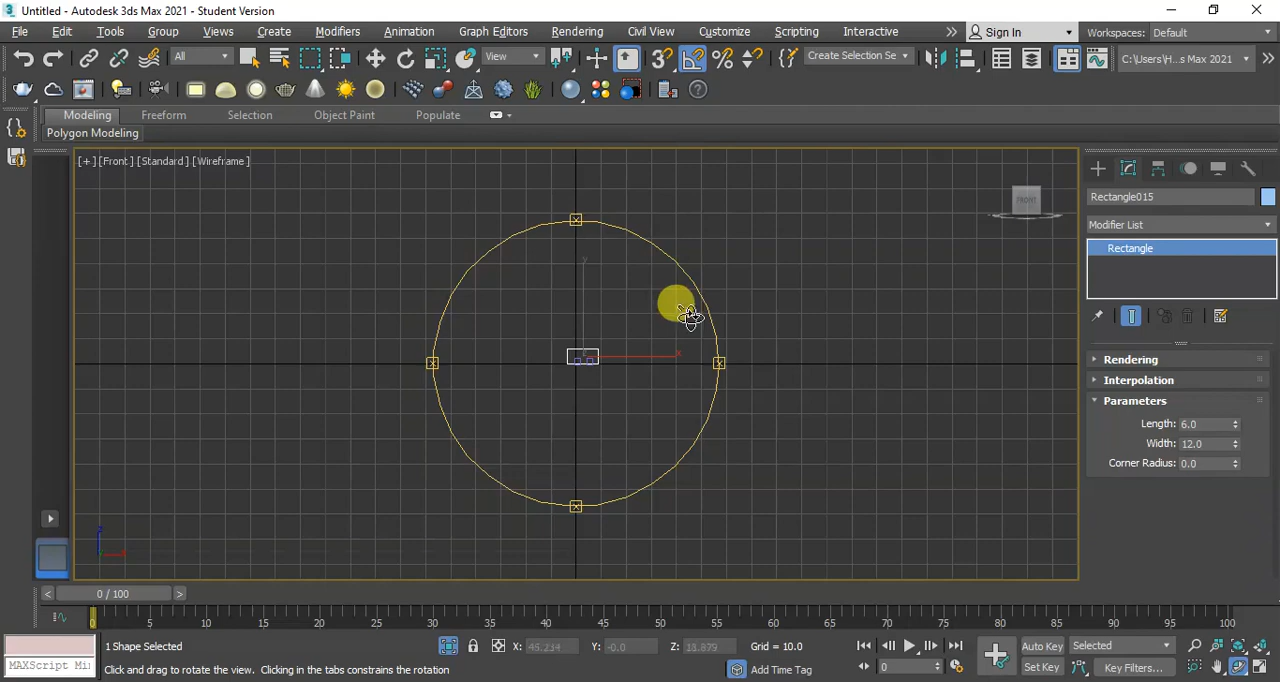 Untitled - Autodesk 3ds Max 2021 - Student Version
File Edit Tools Group Views Create Modifiers Animation Graph Editors Rendering Civil View Customize Scripting Interactive Sign In Workspaces: Default
All View Create Selection Se C:\Users\H...s Max 2021
Modeling Freeform Selection Object Paint Populate
Polygon Modeling
[+] [Front] [Standard] [Wireframe]
FRONT
Rectangle015
Modifier List
Rectangle
y
x
Rendering
Interpolation
Parameters
Length: 6.0
Width: 12.0
Corner Radius: 0.0
0 / 100
0 5 10 15 20 25 30 35 40 45 50 55 60 65 70 75 80 85 90 95 100
1 Shape Selected X: 45.234 Y: -0.0 Z: 18.879 Grid = 10.0 Auto Key Selected
MAXScript Mi Click and drag to rotate the view. Clicking in the tabs constrains the rotation Add Time Tag 0 Set Key Key Filters...